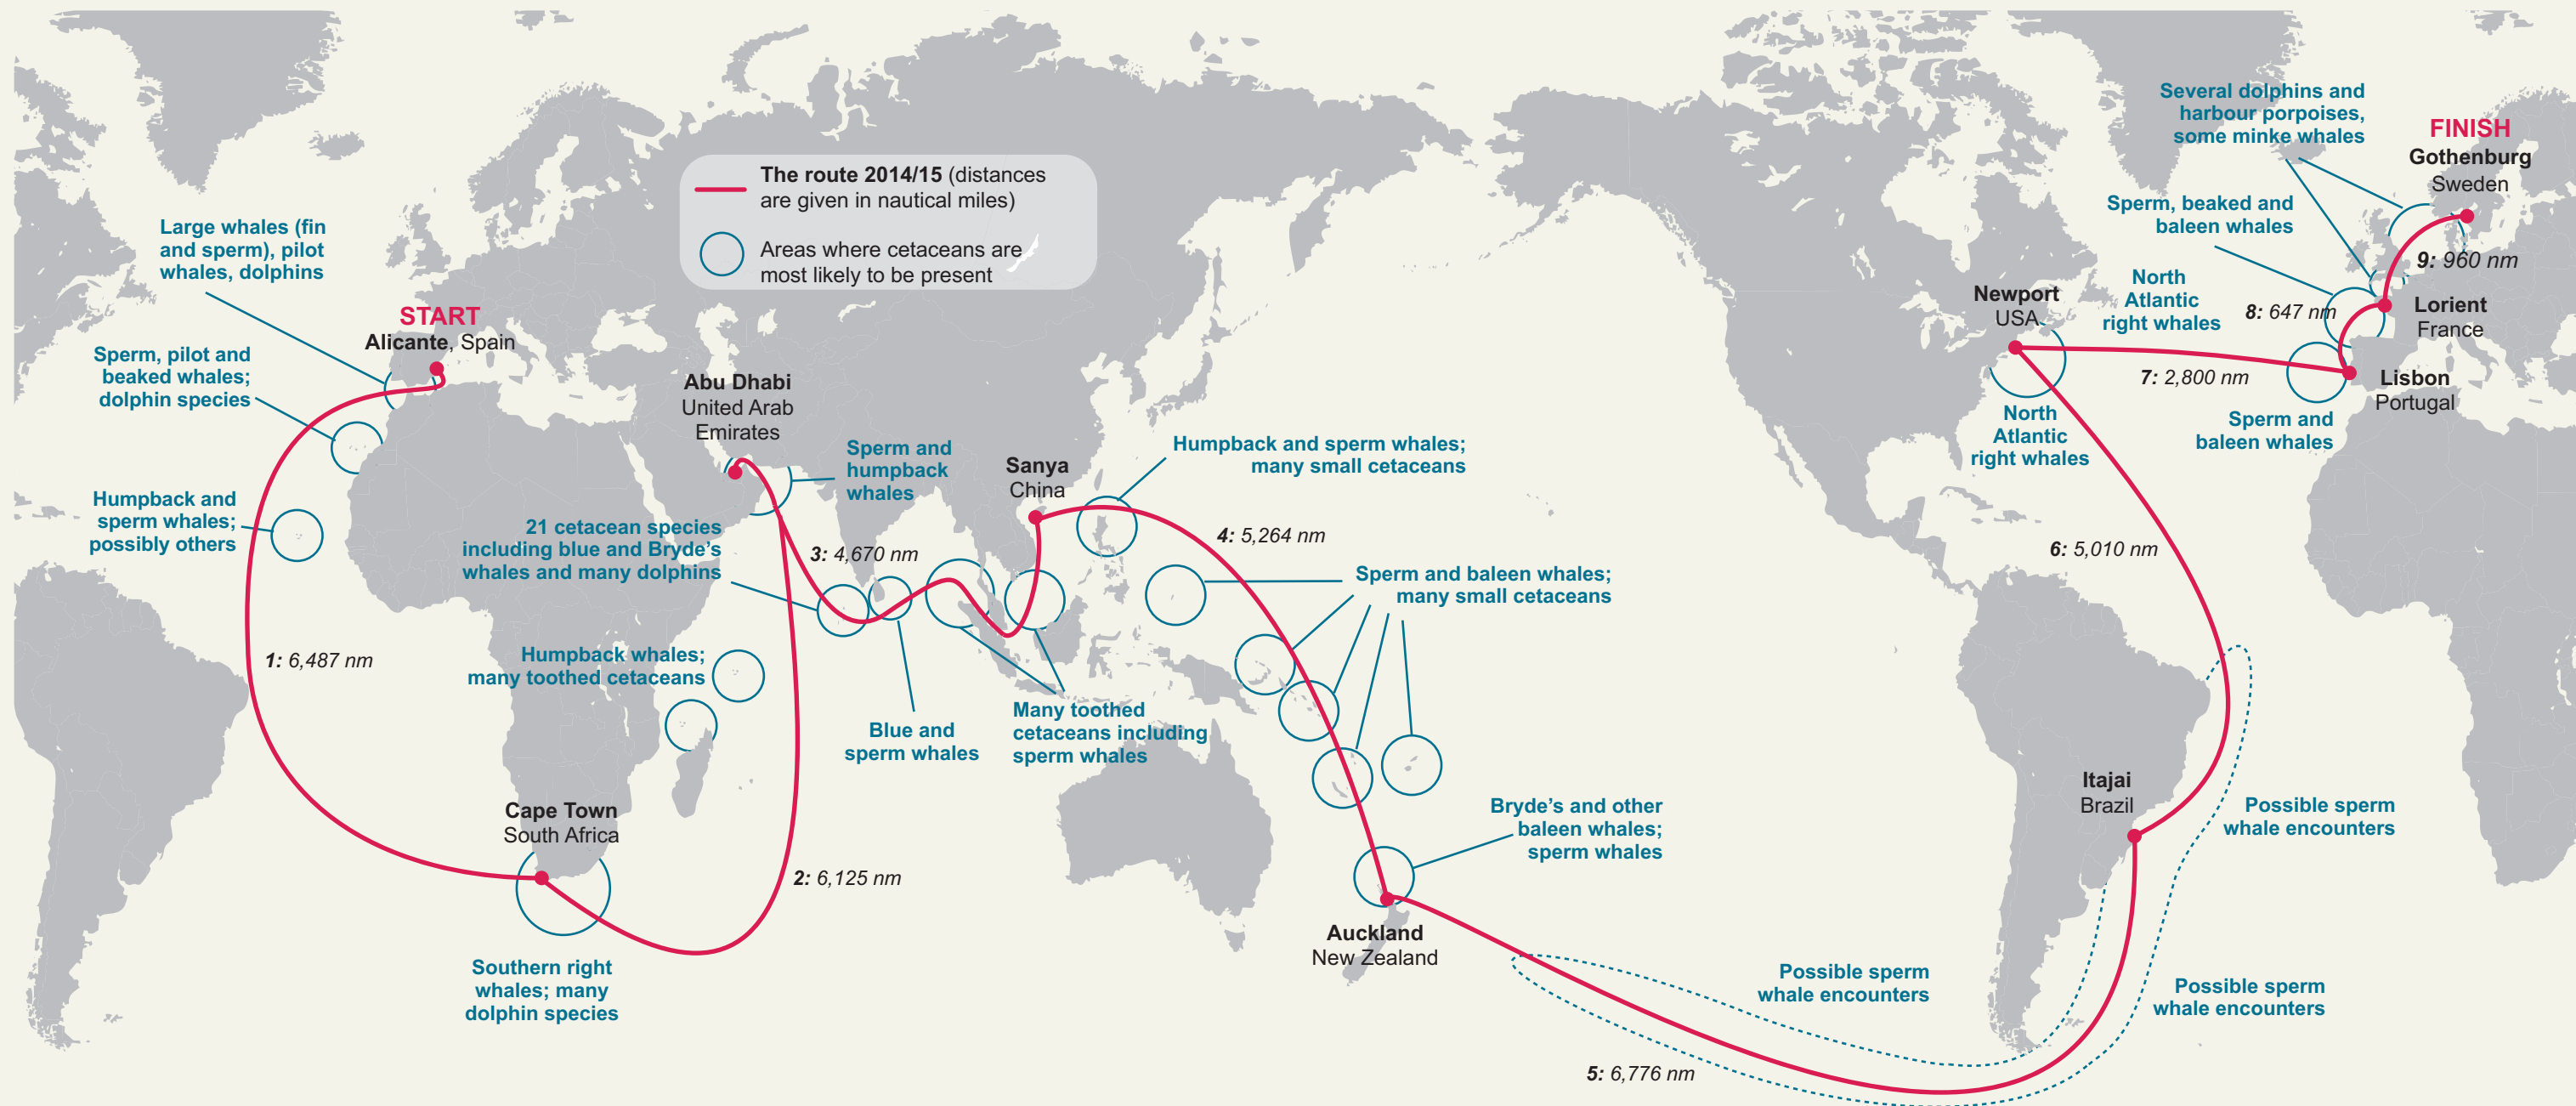 The route 2014/15 (distances
are given in nautical miles)
Areas where cetaceans are
most likely to be present
Large whales (fin
and sperm), pilot
whales, dolphins
START
Alicante, Spain
Sperm, pilot and
beaked whales;
dolphin species
Humpback and
sperm whales;
possibly others
1: 6,487 nm
Cape Town
South Africa
Southern right
whales; many
dolphin species
2: 6,125 nm
Humpback whales;
many toothed cetaceans
Abu Dhabi
United Arab
Emirates
Sperm and
humpback
whales
21 cetacean species
including blue and Bryde’s
whales and many dolphins
3: 4,670 nm
Blue and
sperm whales
Many toothed
cetaceans including
sperm whales
Sanya
China
Humpback and sperm whales;
many small cetaceans
4: 5,264 nm
Sperm and baleen whales;
many small cetaceans
Bryde’s and other
baleen whales;
sperm whales
Auckland
New Zealand
5: 6,776 nm
Possible sperm
whale encounters
Possible sperm
whale encounters
Itajai
Brazil
Possible sperm
whale encounters
6: 5,010 nm
Newport
USA
North
Atlantic
right whales
North
Atlantic
right whales
7: 2,800 nm
Sperm and
baleen whales
Lisbon
Portugal
8: 647 nm
Sperm, beaked and
baleen whales
Lorient
France
9: 960 nm
Several dolphins and
harbour porpoises,
some minke whales
FINISH
Gothenburg
Sweden